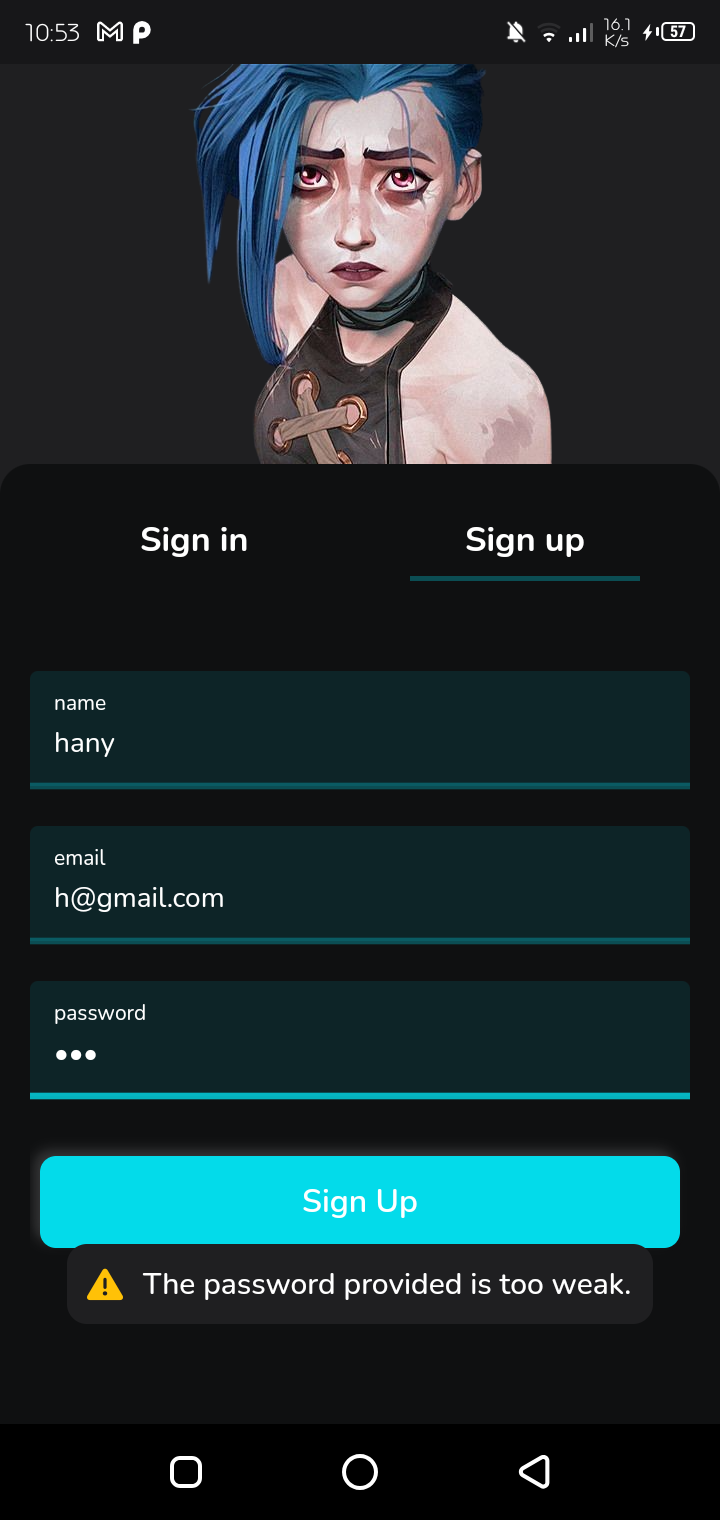 10:53
16.1
K/s
57
Sign in
Sign up
name
hany
email
h@gmail.com
password
Sign Up
The password provided is too weak.